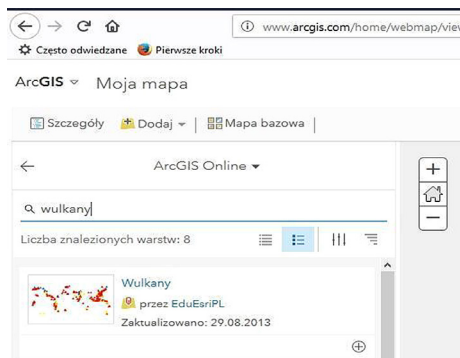 www.arcgis.com/home/webmap/view
Często odwiedzane Pierwsze kroki
ArcGIS Moja mapa
Szczegóły Dodaj Mapa bazowa
ArcGIS Online
wulkany
Liczba znalezionych warstw: 8
Wulkany
przez EduEsriPL
Zaktualizowano: 29.08.2013